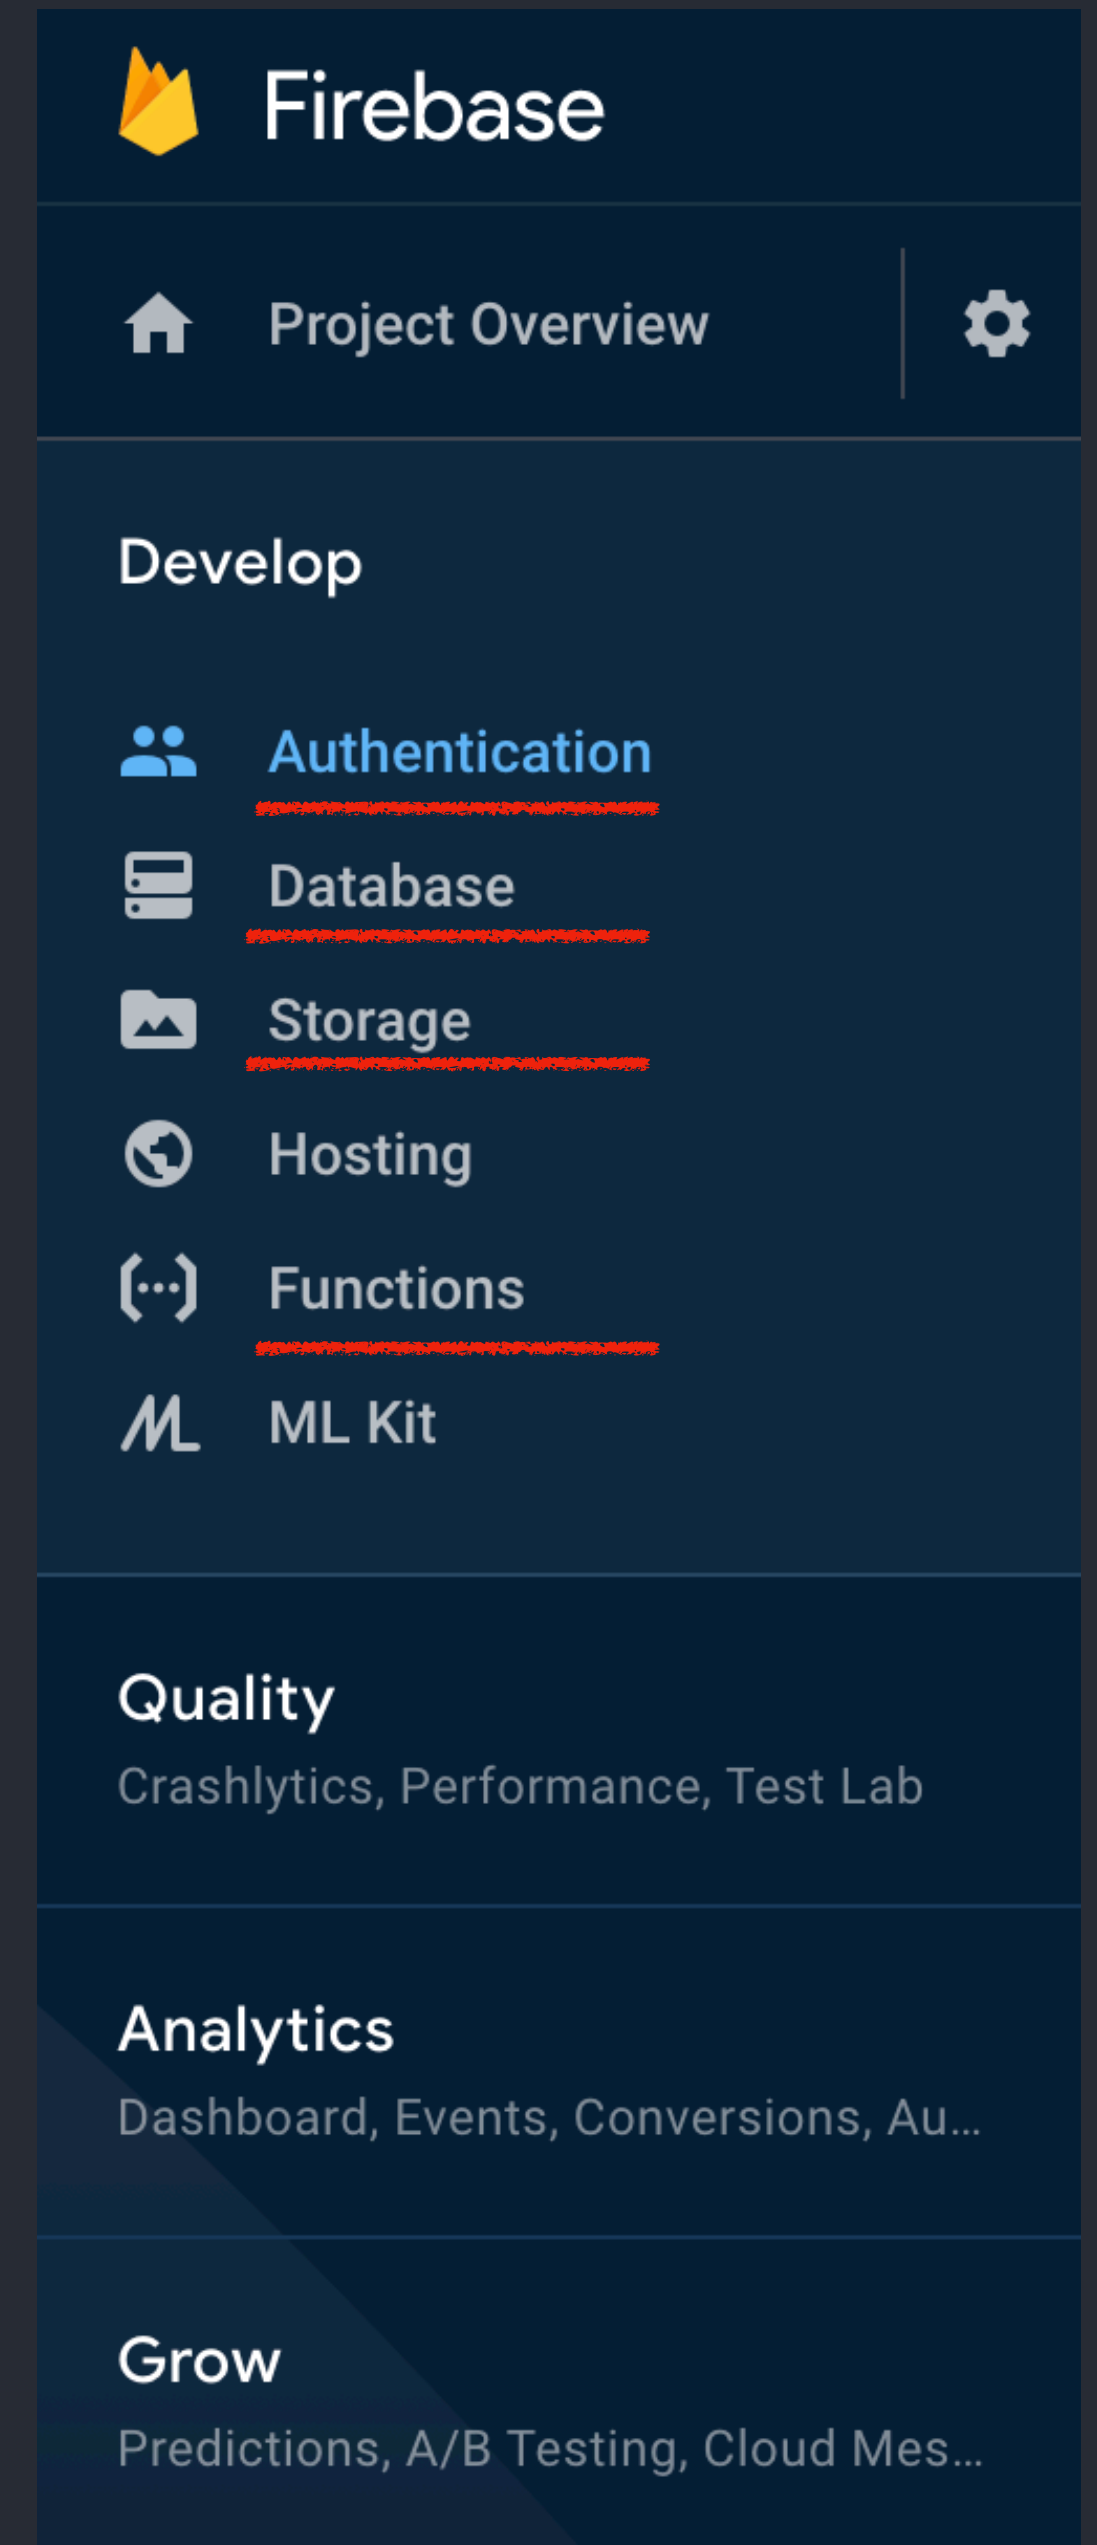 Firebase
Project Overview
Develop
Authentication
Database
Storage
Hosting
Functions
ML Kit
Quality
Crashlytics, Performance, Test Lab
Analytics
Dashboard, Events, Conversions, Au...
Grow
Predictions, A/B Testing, Cloud Mes...